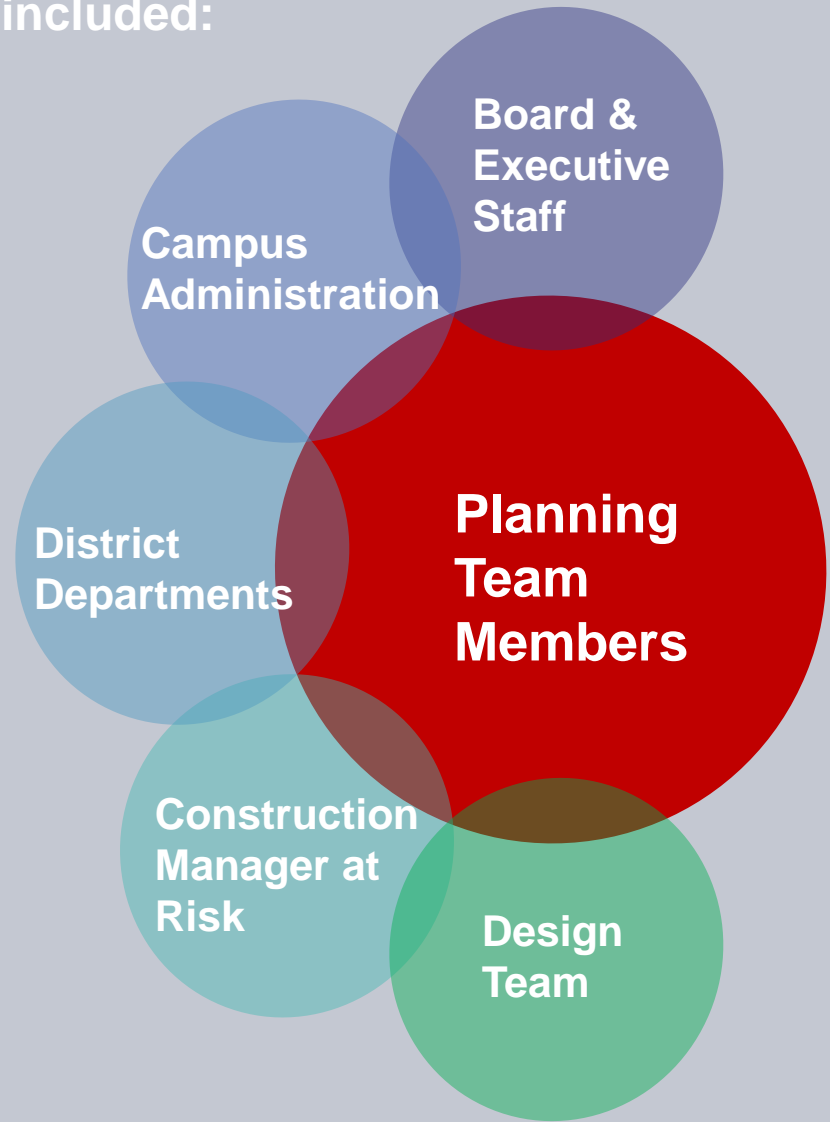 included:
Board &
Executive
Staff
Campus
Administration
Planning
Team
Members
District
Departments
Construction
Manager at
Risk
Design
Team